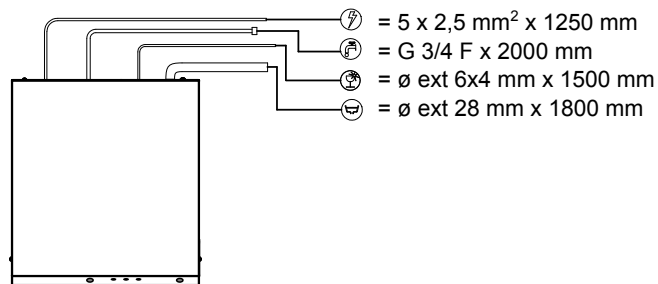 = 5 x 2,5 mm² x 1250 mm
= G 3/4 F x 2000 mm
= ø ext 6x4 mm x 1500 mm
= ø ext 28 mm x 1800 mm